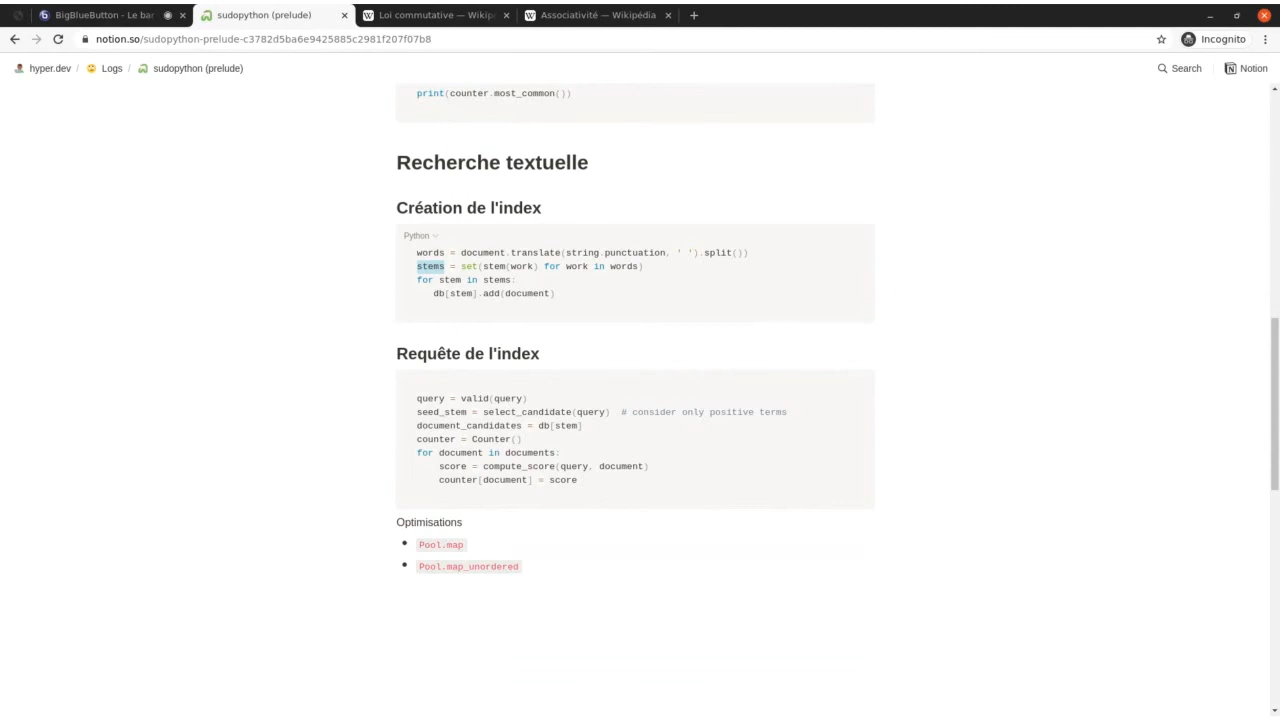 BigBlueButton - Le ba
sudopython (prelude)
Loi commutative — Wikip
Associativité — Wikipédia
notion.so/sudopython-prelude-c3782d5ba6e9425885c2981f207f07b8
Incognito
hyper.dev / Logs / sudopython (prelude)
Search
Notion
print(counter.most_common())
Recherche textuelle
Création de l'index
Python
words = document.translate(string.punctuation, ' ').split())
stems = set(stem(work) for work in words)
for stem in stems:
db[stem].add(document)
Requête de l'index
query = valid(query)
seed_stem = select_candidate(query) # consider only positive terms
document_candidates = db[stem]
counter = Counter()
for document in documents:
score = compute_score(query, document)
counter[document] = score
Optimisations
Pool.map
Pool.map_unordered